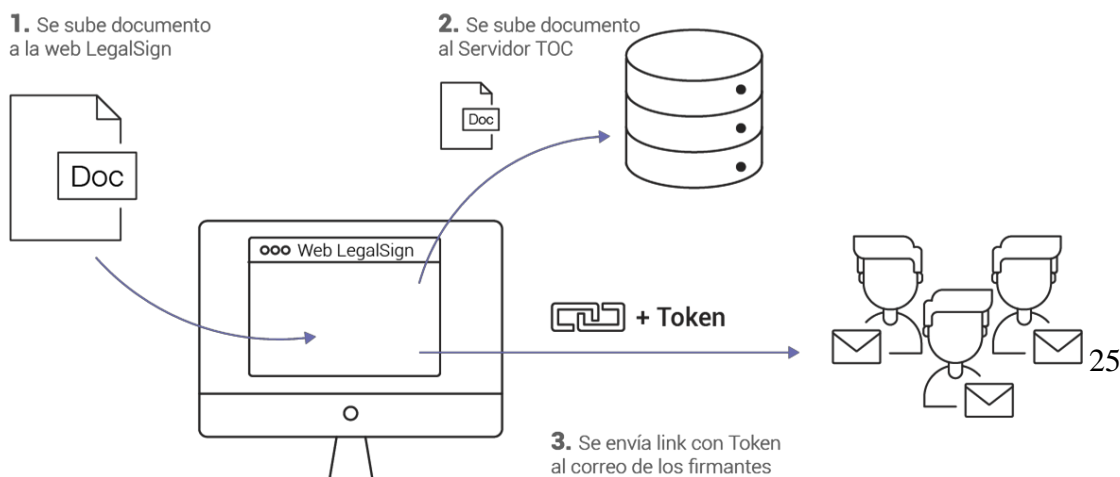 1. Se sube documento
a la web LegalSign
Doc
2. Se sube documento
al Servidor TOC
Doc
Web LegalSign
+ Token
25
3. Se envía link con Token
al correo de los firmantes